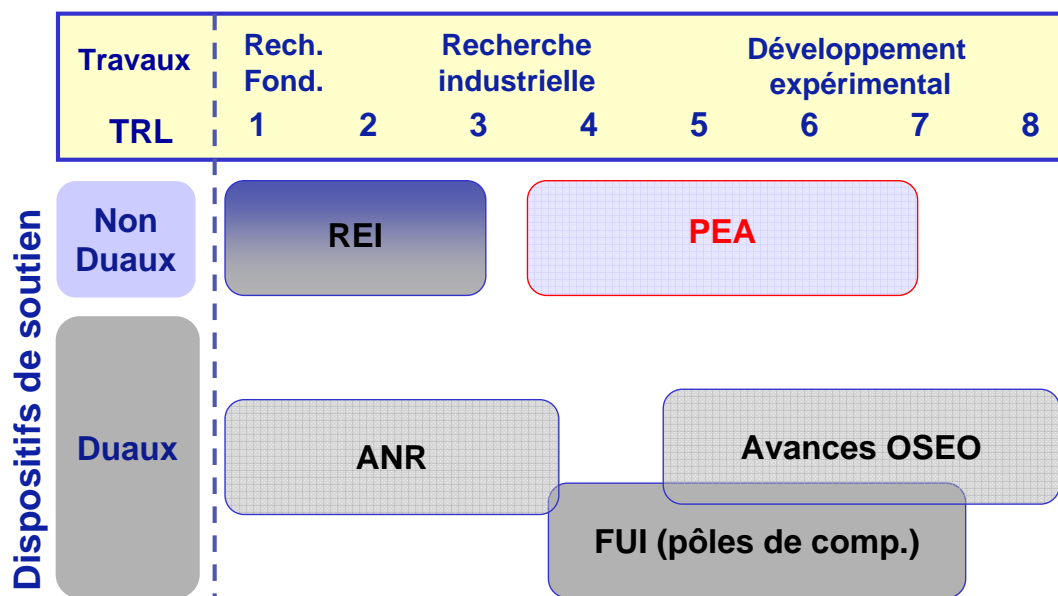 Travaux
Rech.
Fond.
Recherche
industrielle
Développement
expérimental
TRL
1 2 3 4 5 6 7 8
Dispositifs de soutien
Non
Duaux
REI
PEA
Duaux
ANR
Avances OSEO
FUI (pôles de comp.)